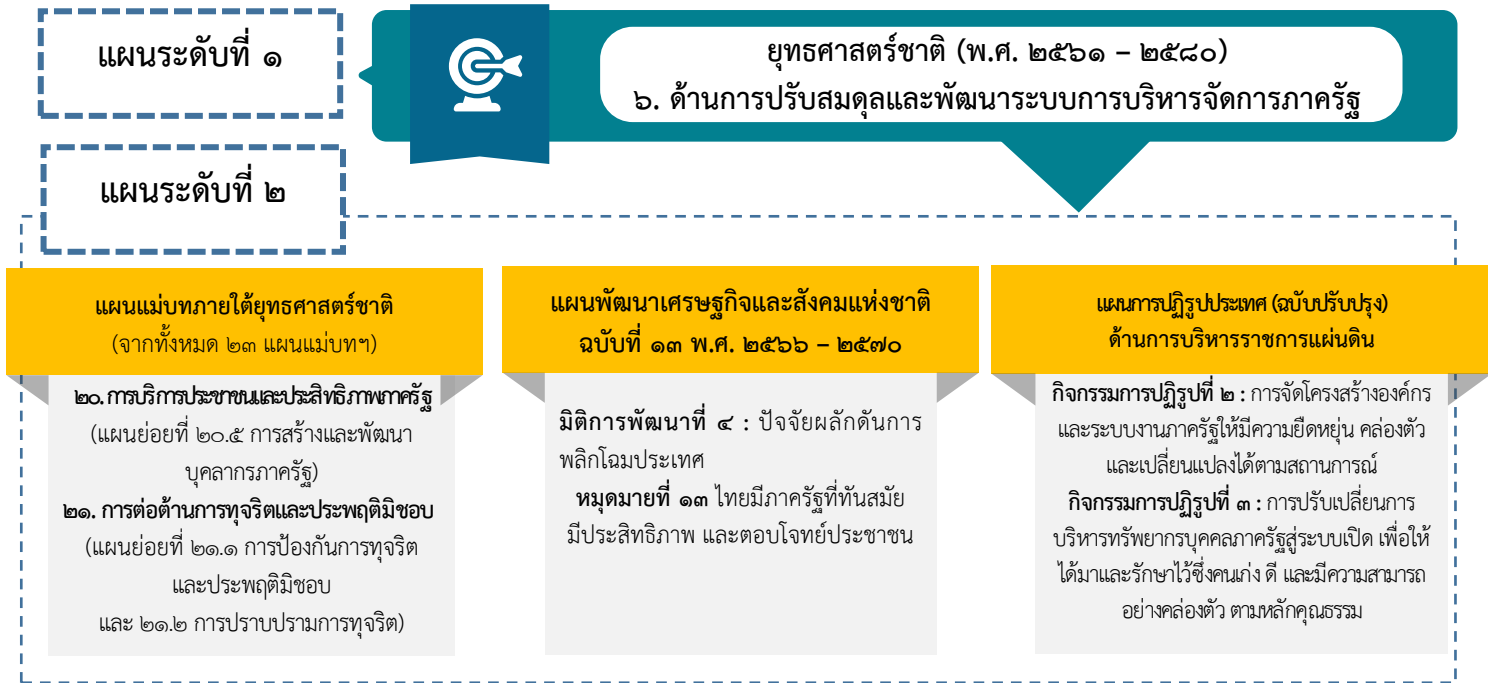 แผนระดับที่ ๑
ยุทธศาสตร์ชาติ (พ.ศ. ๒๕๖๑ – ๒๕๘๐)
๖. ด้านการปรับสมดุลและพัฒนาระบบการบริหารจัดการภาครัฐ
แผนระดับที่ ๒
แผนแม่บทภายใต้ยุทธศาสตร์ชาติ
(จากทั้งหมด ๒๓ แผนแม่บทฯ)
๒๐. การบริการประชาชนและประสิทธิภาพภาครัฐ
(แผนย่อยที่ ๒๐.๕ การสร้างและพัฒนา
บุคลากรภาครัฐ)
๒๑. การต่อต้านการทุจริตและประพฤติมิชอบ
(แผนย่อยที่ ๒๑.๑ การป้องกันการทุจริต
และประพฤติมิชอบ
และ ๒๑.๒ การปราบปรามการทุจริต)
แผนพัฒนาเศรษฐกิจและสังคมแห่งชาติ
ฉบับที่ ๑๓ พ.ศ. ๒๕๖๖ – ๒๕๗๐
มิติการพัฒนาที่ ๔ : ปัจจัยผลักดันการ
พลิกโฉมประเทศ
หมุดมายที่ ๑๓ ไทยมีภาครัฐที่ทันสมัย
มีประสิทธิภาพ และตอบโจทย์ประชาชน
แผนการปฏิรูปประเทศ (ฉบับปรับปรุง)
ด้านการบริหารราชการแผ่นดิน
กิจกรรมการปฏิรูปที่ ๒ : การจัดโครงสร้างองค์กร
และระบบงานภาครัฐให้มีความยืดหยุ่น คล่องตัว
และเปลี่ยนแปลงได้ตามสถานการณ์
กิจกรรมการปฏิรูปที่ ๓ : การปรับเปลี่ยนการ
บริหารทรัพยากรบุคคลภาครัฐสู่ระบบเปิด เพื่อให้
ได้มาและรักษาไว้ซึ่งคนเก่ง ดี และมีความสามารถ
อย่างคล่องตัว ตามหลักคุณธรรม